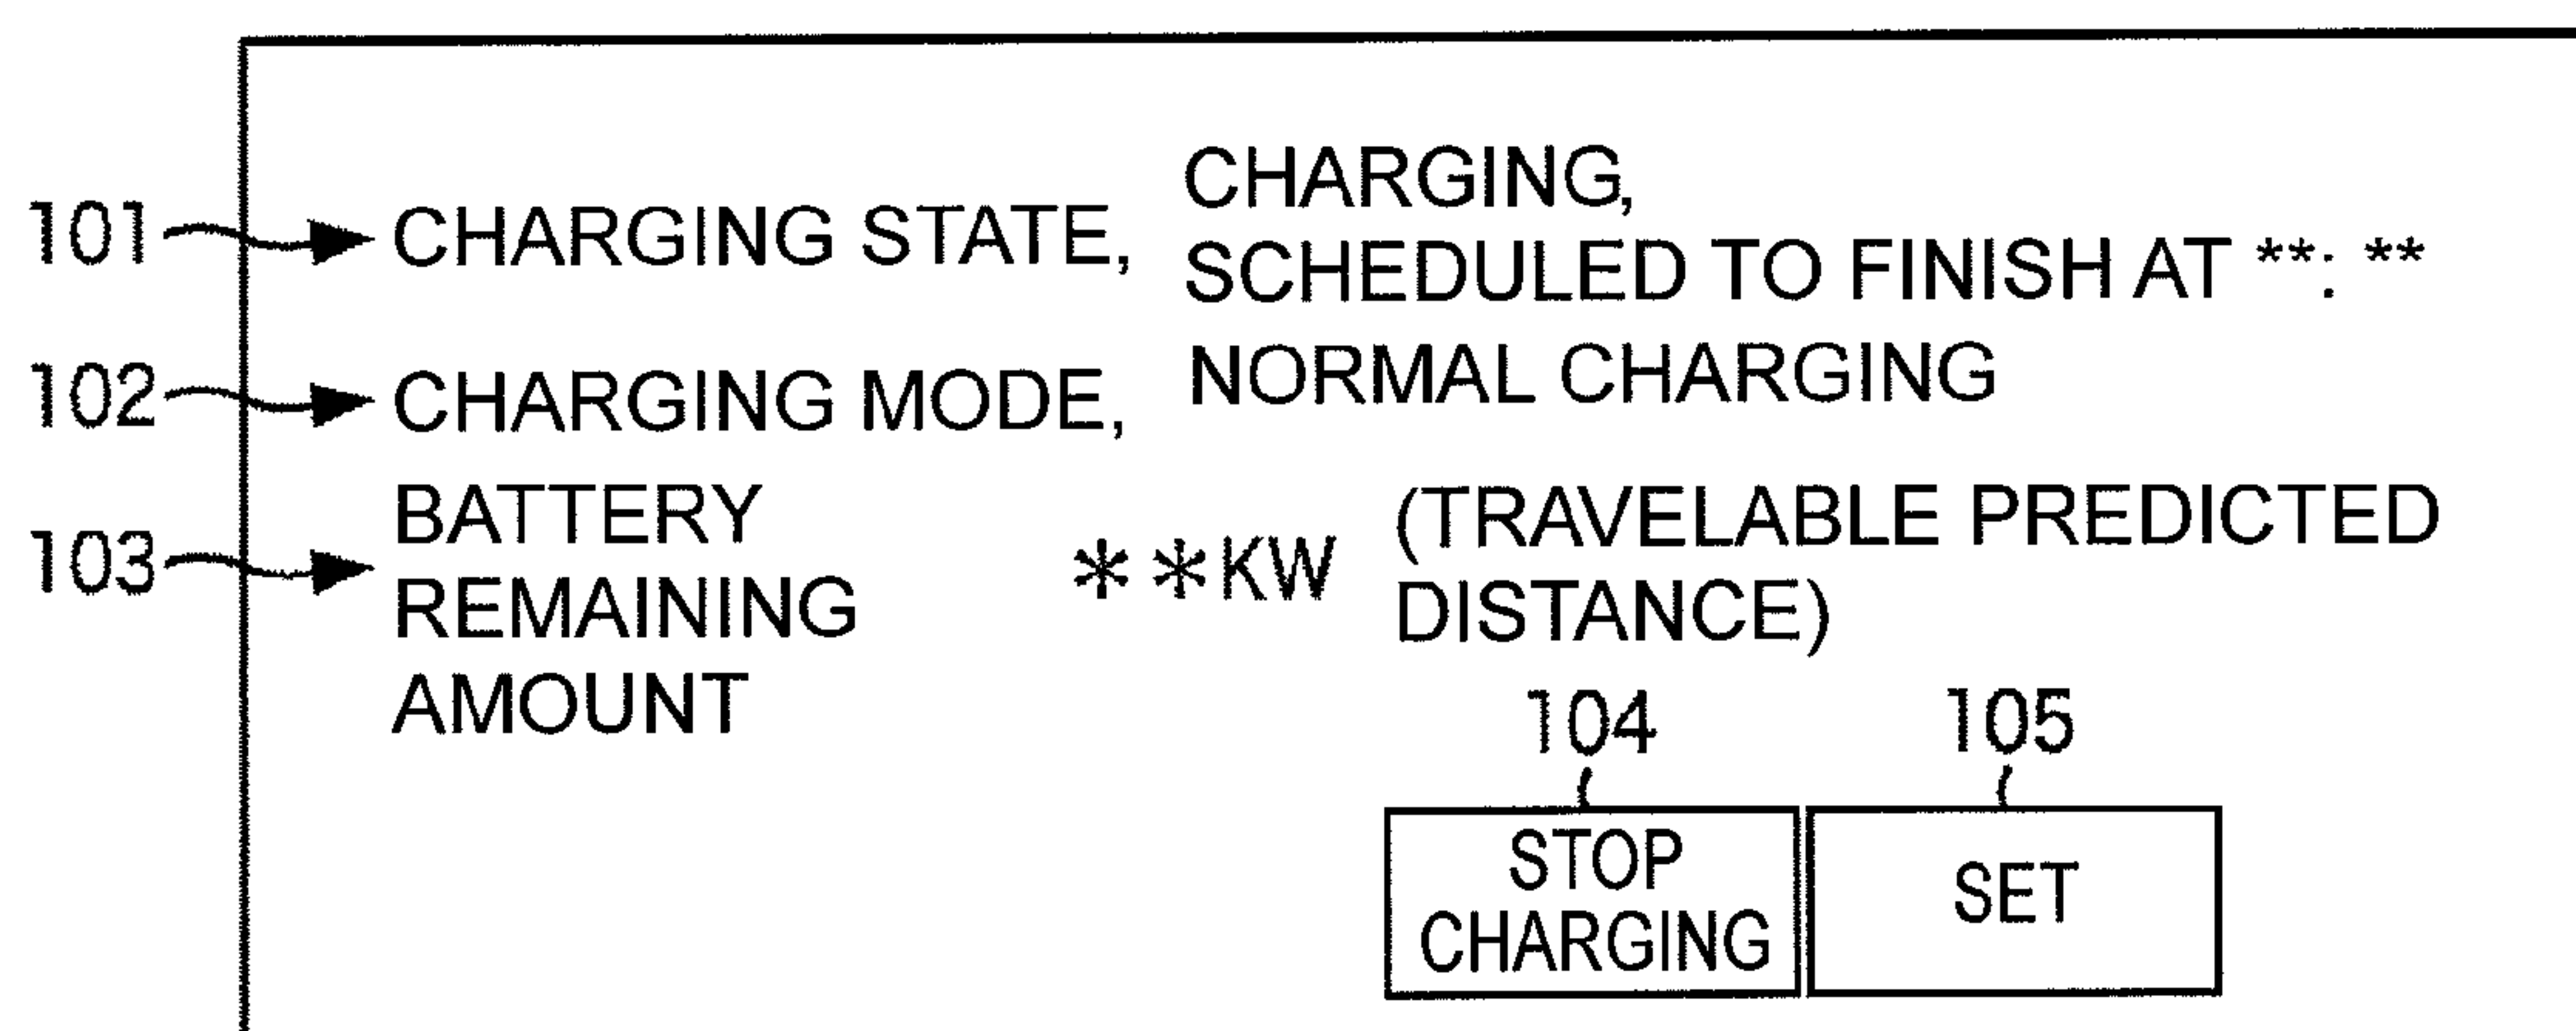 CHARGING,
101 CHARGING STATE, SCHEDULED TO FINISH AT **: **
102 CHARGING MODE, NORMAL CHARGING
BATTERY (TRAVELABLE PREDICTED
103 REMAINING **KW DISTANCE)
AMOUNT
104 105
STOP
CHARGING
SET